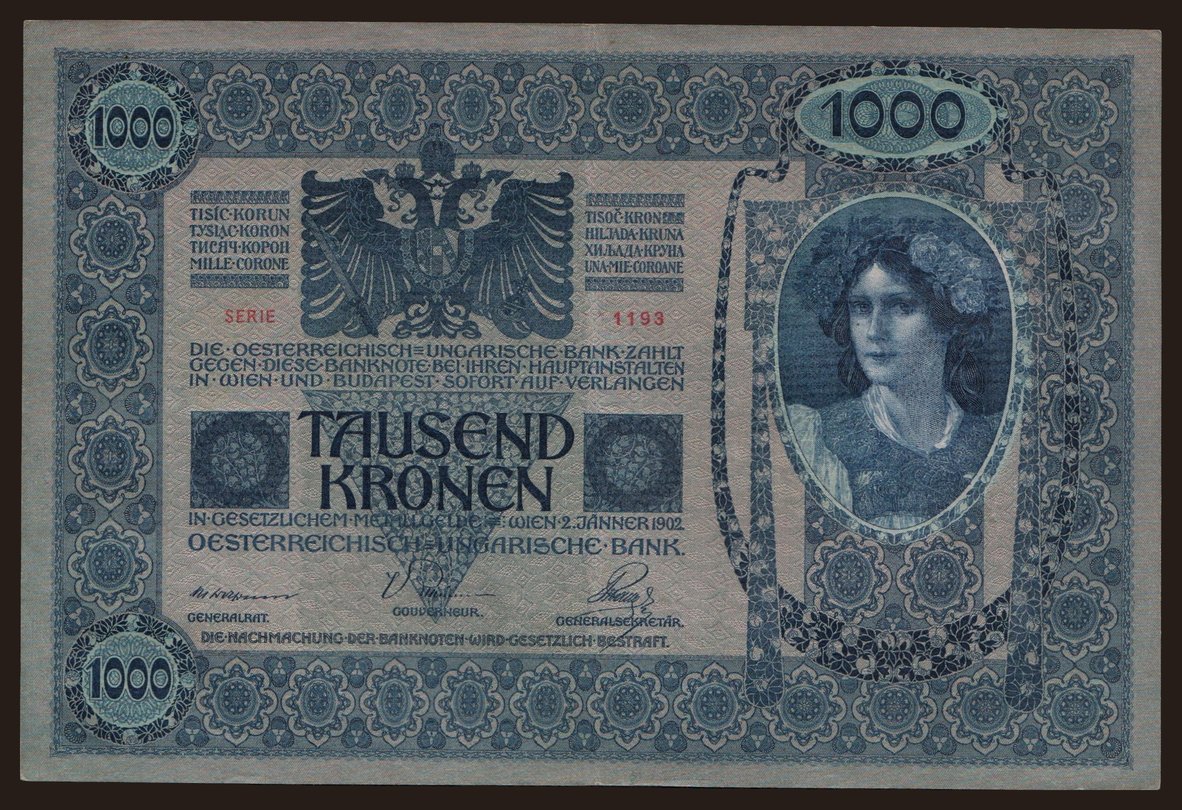 1000
1000
TISÍC·KORUN
TYSIĄC·KORON
ТИСЯЧ·КОРОН
MILLE·CORONE
TISOČ·KRON
HILJADA·KRUNA
ХИЉАДА·КРУНА
UNA·MIE·COROANE
SERIE
1193
DIE·OESTERREICHISCH=UNGARISCHE·BANK·ZAHLT
GEGEN·DIESE·BANKNOTE·BEI·IHREN·HAUPTANSTALTEN
IN·WIEN·UND·BUDAPEST·SOFORT·AUF·VERLANGEN
TAUSEND
KRONEN
IN·GESETZLICHEM·METALLGELDE·WIEN·2.JÄNNER 1902.
OESTERREICHISCH=UNGARISCHE·BANK.
GENERALRAT.
GOUVERNEUR.
GENERALSEKRETÄR.
DIE·NACHMACHUNG·DER·BANKNOTEN·WIRD·GESETZLICH·BESTRAFT.
1000